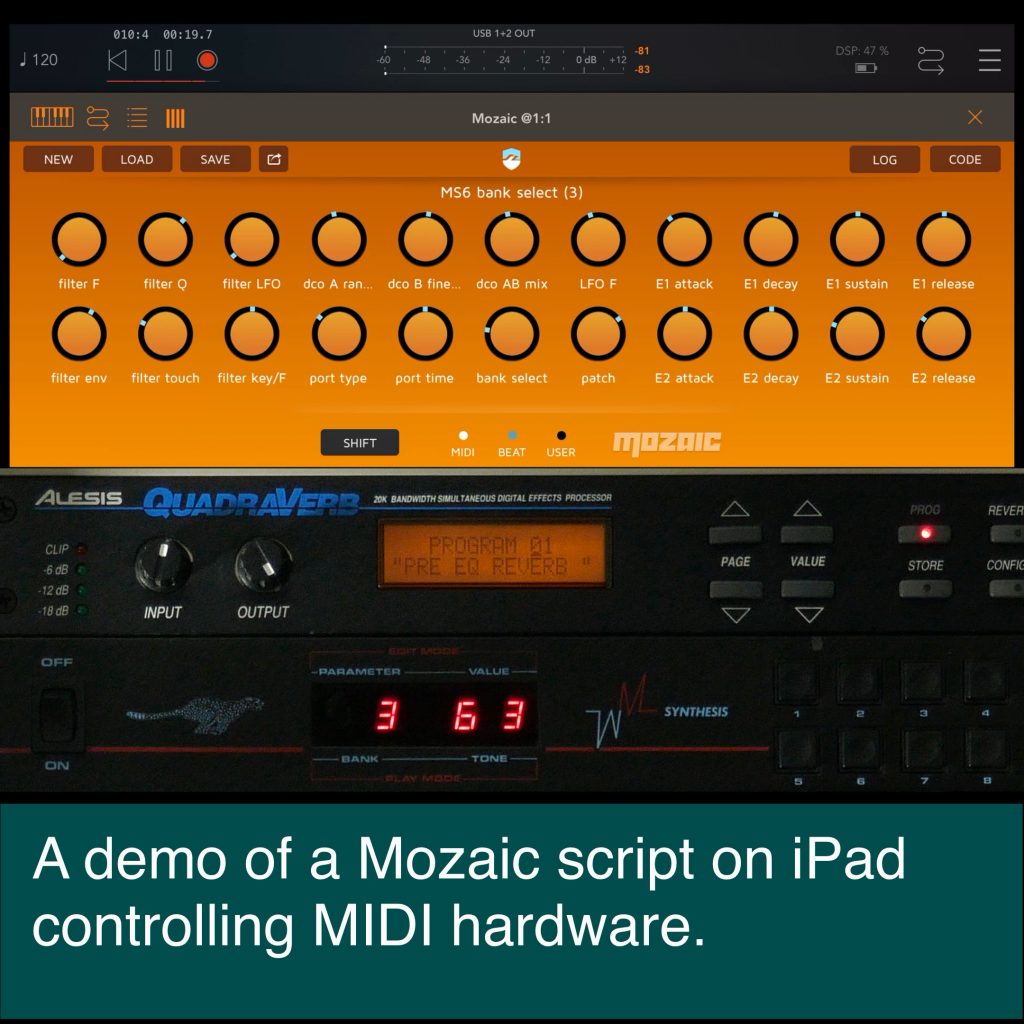 010:4 00:19.7
♩120
USB 1+2 OUT
-60 -48 -36 -24 -12 0 dB +12
-81
-83
DSP: 47 %
Mozaic @1:1
NEW LOAD SAVE LOG CODE
MS6 bank select (3)
filter F filter Q filter LFO dco A ran... dco B fine... dco AB mix LFO F E1 attack E1 decay E1 sustain E1 release
filter env filter touch filter key/F port type port time bank select patch E2 attack E2 decay E2 sustain E2 release
SHIFT MIDI BEAT USER MOZAIC
ALESIS QUADRAVERB 20K BANDWIDTH SIMULTANEOUS DIGITAL EFFECTS PROCESSOR
CLIP
-6 dB
-12 dB
-18 dB
INPUT OUTPUT
PROGRAM 01
"PRE EQ REVERB "
PAGE VALUE
PROG REVER
STORE CONFIG
OFF
ON
EDIT MODE
PARAMETER VALUE
3 63
BANK TONE
PLAY MODE
SYNTHESIS
1 2 3 4
5 6 7 8
A demo of a Mozaic script on iPad
controlling MIDI hardware.